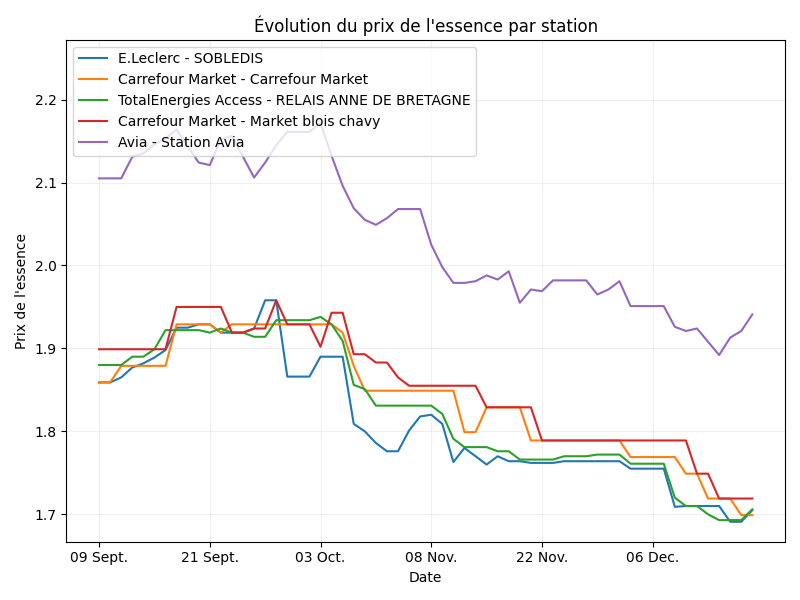 Évolution du prix de l'essence par station
E.Leclerc - SOBLEDIS
Carrefour Market - Carrefour Market
TotalEnergies Access - RELAIS ANNE DE BRETAGNE
Carrefour Market - Market blois chavy
Avia - Station Avia
Prix de l'essence
2.2
2.1
2.0
1.9
1.8
1.7
09 Sept.
21 Sept.
03 Oct.
08 Nov.
22 Nov.
06 Dec.
Date